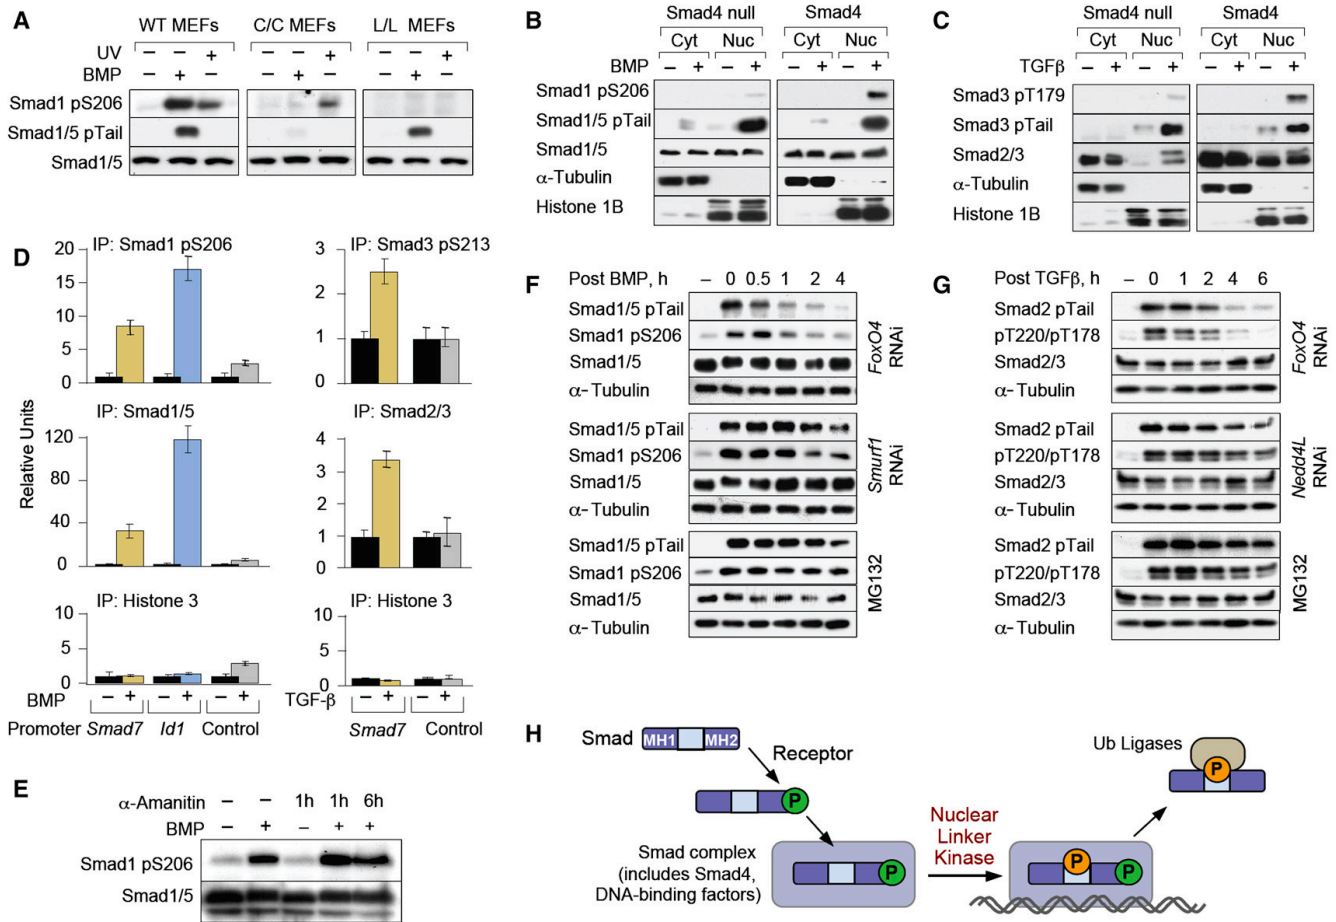 A
WT MEFs C/C MEFs L/L MEFs
UV – – + – – + – – +
BMP – + – – + – – + –
Smad1 pS206
Smad1/5 pTail
Smad1/5
B
Smad4 null Smad4
Cyt Nuc Cyt Nuc
BMP – + – + – + – +
Smad1 pS206
Smad1/5 pTail
Smad1/5
α-Tubulin
Histone 1B
C
Smad4 null Smad4
Cyt Nuc Cyt Nuc
TGFβ – + – + – + – +
Smad3 pT179
Smad3 pTail
Smad2/3
α-Tubulin
Histone 1B
D
Relative Units
IP: Smad1 pS206
20
15
10
5
0
IP: Smad3 pS213
3
2
1
0
IP: Smad1/5
120
80
40
0
IP: Smad2/3
4
3
2
1
0
IP: Histone 3
10
5
0
IP: Histone 3
10
5
0
BMP – + – + – +
Promoter Smad7 Id1 Control
TGF-β – + – +
Smad7 Control
E
α-Amanitin – – 1h 1h 6h
BMP – + – + +
Smad1 pS206
Smad1/5
F
Post BMP, h – 0 0.5 1 2 4
Smad1/5 pTail
Smad1 pS206
Smad1/5
α- Tubulin
FoxO4
RNAi
Smad1/5 pTail
Smad1 pS206
Smad1/5
α- Tubulin
Smurf1
RNAi
Smad1/5 pTail
Smad1 pS206
Smad1/5
α- Tubulin
MG132
G
Post TGFβ, h – 0 1 2 4 6
Smad2 pTail
pT220/pT178
Smad2/3
α- Tubulin
FoxO4
RNAi
Smad2 pTail
pT220/pT178
Smad2/3
α- Tubulin
Nedd4L
RNAi
Smad2 pTail
pT220/pT178
Smad2/3
α- Tubulin
MG132
H
Smad MH1 MH2
Receptor
P
Smad complex
(includes Smad4,
DNA-binding factors)
P
Nuclear
Linker
Kinase
P
P
Ub Ligases
P